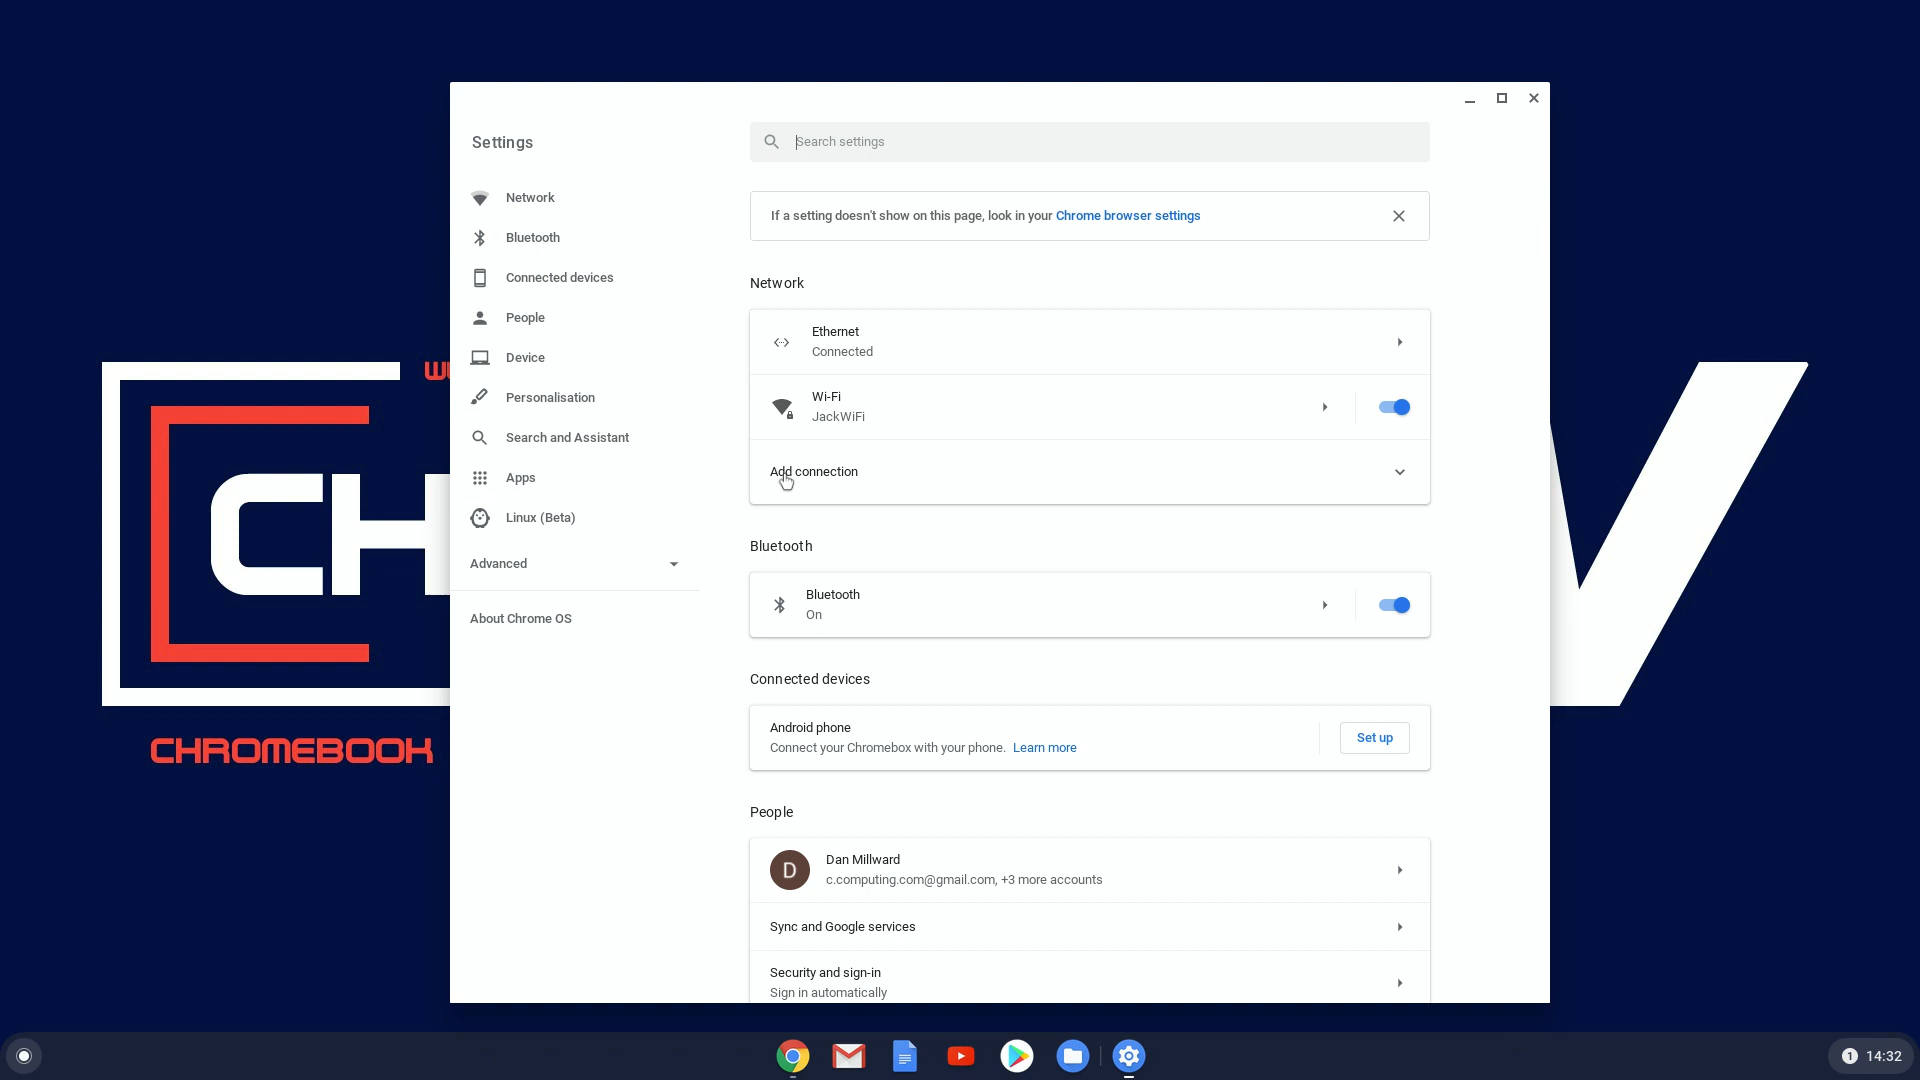 Settings
Search settings
Network
Bluetooth
Connected devices
People
Device
Personalisation
Search and Assistant
Apps
Linux (Beta)
Advanced
About Chrome OS
If a setting doesn't show on this page, look in your Chrome browser settings
Network
Ethernet
Connected
Wi-Fi
JackWiFi
Add connection
Bluetooth
Bluetooth
On
Connected devices
Android phone
Connect your Chromebox with your phone. Learn more
Set up
People
D
Dan Millward
c.computing.com@gmail.com, +3 more accounts
Sync and Google services
Security and sign-in
Sign in automatically
CH
CHROMEBOOK
1 14:32